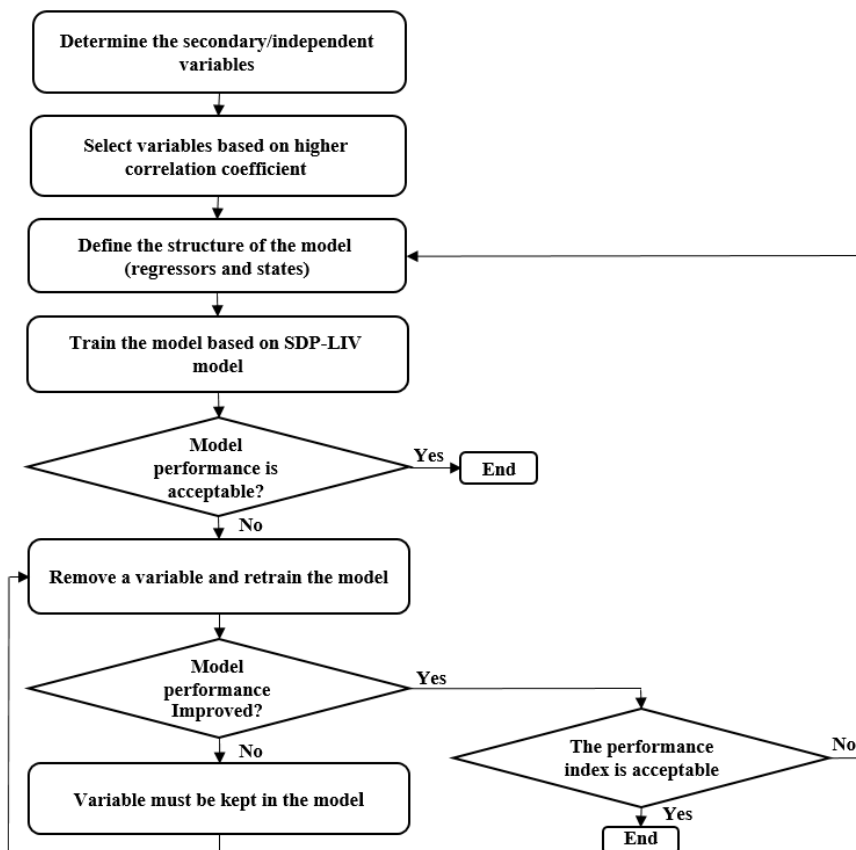 Determine the secondary/independent
variables
Select variables based on higher
correlation coefficient
Define the structure of the model
(regressors and states)
Train the model based on SDP-LIV
model
Model
performance is
acceptable?
Yes
End
No
Remove a variable and retrain the model
Model
performance
Improved?
Yes
No
The performance
index is acceptable
No
Variable must be kept in the model
Yes
End